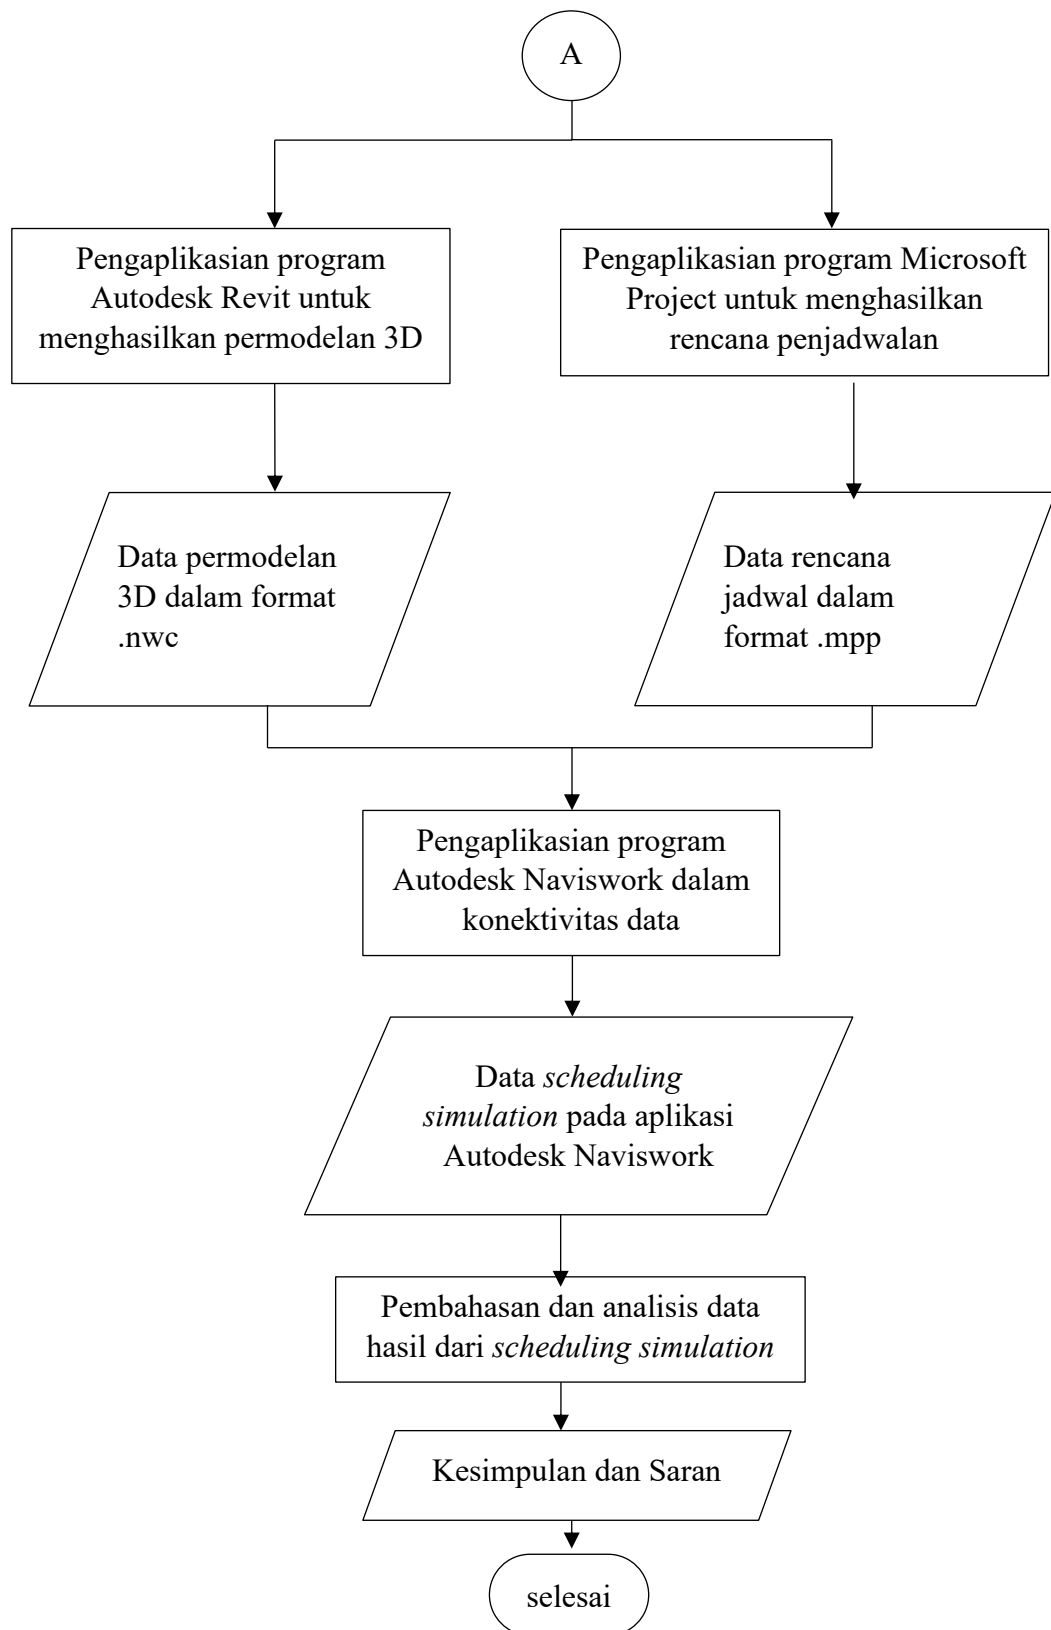 A
Pengaplikasian program
Autodesk Revit untuk
menghasilkan permodelan 3D
Pengaplikasian program Microsoft
Project untuk menghasilkan
rencana penjadwalan
Data permodelan
3D dalam format
.nwc
Data rencana
jadwal dalam
format .mpp
Pengaplikasian program
Autodesk Naviswork dalam
konektivitas data
Data scheduling
simulation pada aplikasi
Autodesk Naviswork
Pembahasan dan analisis data
hasil dari scheduling simulation
Kesimpulan dan Saran
selesai